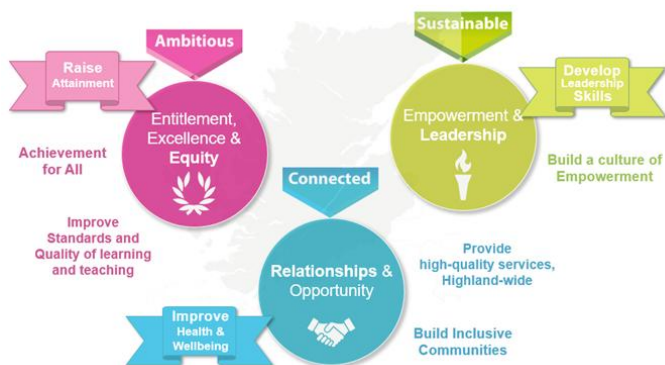 Ambitious
Raise
Attainment
Entitlement,
Excellence &
Equity
Achievement
for All
Improve
Standards and
Quality of learning
and teaching
Sustainable
Develop
Leadership
Skills
Empowerment &
Leadership
Build a culture of
Empowerment
Connected
Relationships &
Opportunity
Improve
Health &
Wellbeing
Provide
high-quality services,
Highland-wide
Build Inclusive
Communities